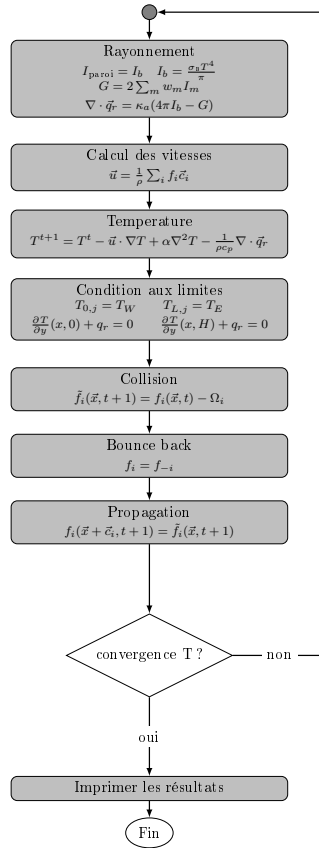 Rayonnement
I_paroi = I_b   I_b = σ_B T^4 / π
G = 2 ∑_m w_m I_m
∇ · q⃗_r = κ_a(4πI_b − G)
Calcul des vitesses
u⃗ = 1/ρ ∑_i f_i c⃗_i
Temperature
T^{t+1} = T^t − u⃗ · ∇T + α∇²T − 1/(ρc_p) ∇ · q⃗_r
Condition aux limites
T_{0,j} = T_W   T_{L,j} = T_E
∂T/∂y (x, 0) + q_r = 0   ∂T/∂y (x, H) + q_r = 0
Collision
f̃_i(x⃗, t + 1) = f_i(x⃗, t) − Ω_i
Bounce back
f_i = f_{−i}
Propagation
f_i(x⃗ + c⃗_i, t + 1) = f̃_i(x⃗, t + 1)
convergence T ?
non
oui
Imprimer les résultats
Fin